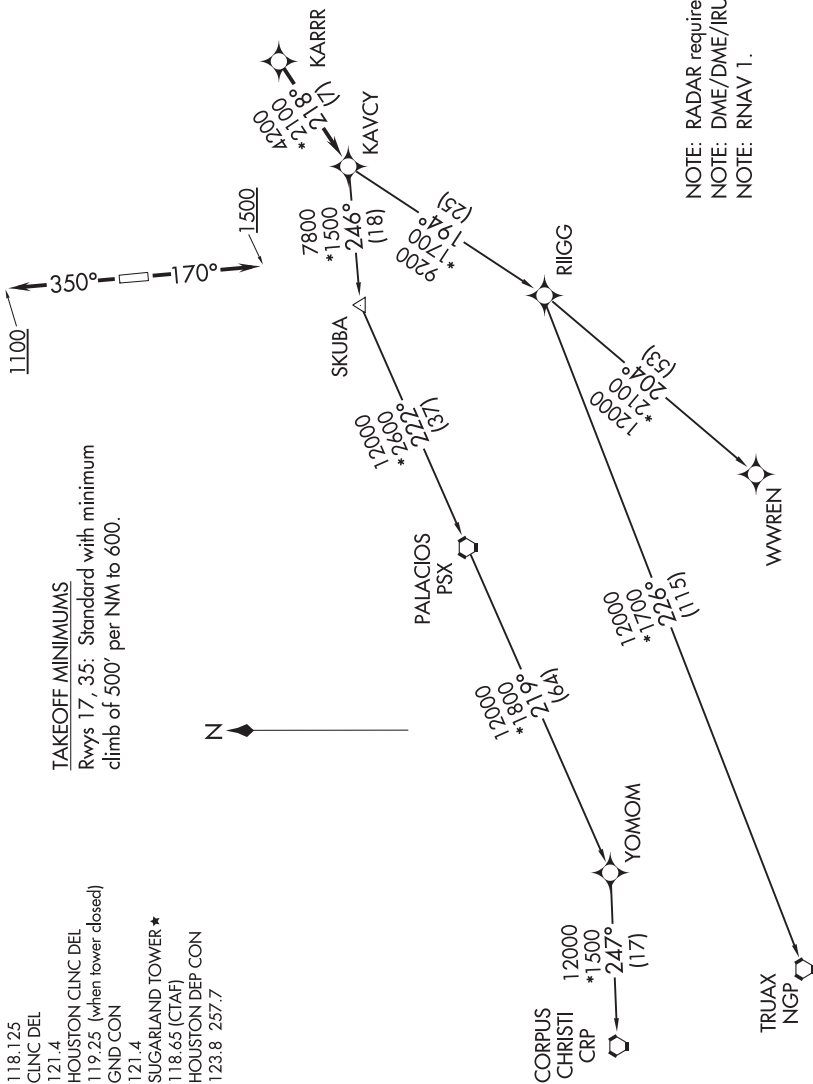 118.125
CLNC DEL
121.4
HOUSTON CLNC DEL
119.25 (when tower closed)
GND CON
121.4
SUGARLAND TOWER ★
118.65 (CTAF)
HOUSTON DEP CON
123.8 257.7
TAKEOFF MINIMUMS
Rwys 17, 35: Standard with minimum
climb of 500' per NM to 600.
N
1100
350°
170°
1500
KARRR
4200
*2100
218°
(7)
KAVCY
7800
*1500
246°
(18)
SKUBA
9200
*1700
194°
(25)
RIIGG
12000
*2600
222°
(37)
PALACIOS
PSX
12000
*2100
204°
(53)
WWREN
12000
*1800
219°
(64)
YOMOM
12000
*1700
226°
(115)
TRUAX
NGP
12000
*1500
247°
(17)
CORPUS
CHRISTI
CRP
NOTE: RADAR require
NOTE: DME/DME/IRU
NOTE: RNAV 1.